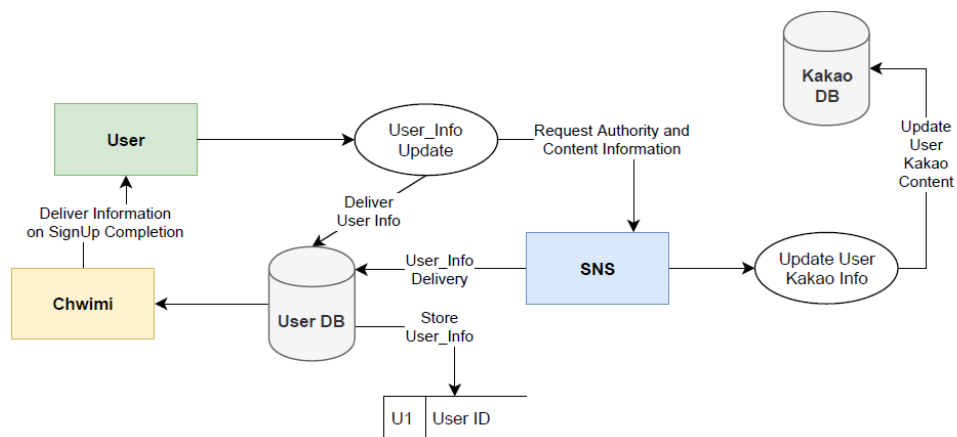 Kakao
DB
User
User_Info
Update
Request Authority and
Content Information
Update
User
Kakao
Content
Deliver
User Info
Deliver Information
on SignUp Completion
User_Info
Delivery
SNS
Update User
Kakao Info
Chwimi
User DB
Store
User_Info
U1
User ID